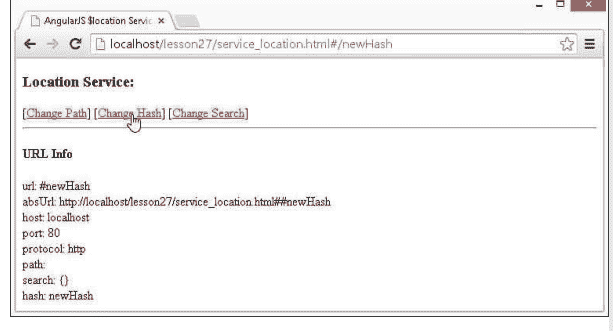 AngularJS $location Servic
localhost/lesson27/service_location.html#/newHash
Location Service:
[Change Path] [Change Hash] [Change Search]
URL Info
url: #newHash
absUrl: http://localhost/lesson27/service_location.html##newHash
host: localhost
port: 80
protocol: http
path:
search: {}
hash: newHash